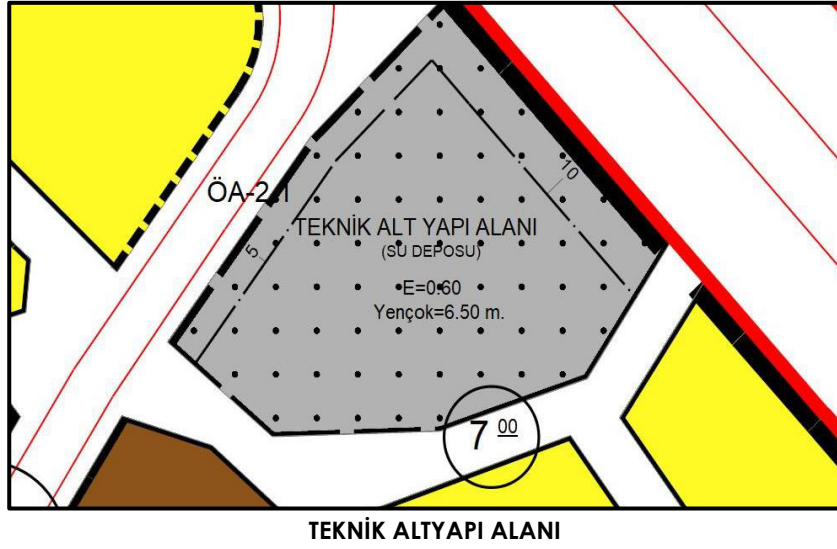 10
ÖA-2.1
TEKNİK ALT YAPI ALANI
(SU DEPOSU)
5
E=0.60
Yençok=6.50 m.
7 00
TEKNİK ALTYAPI ALANI